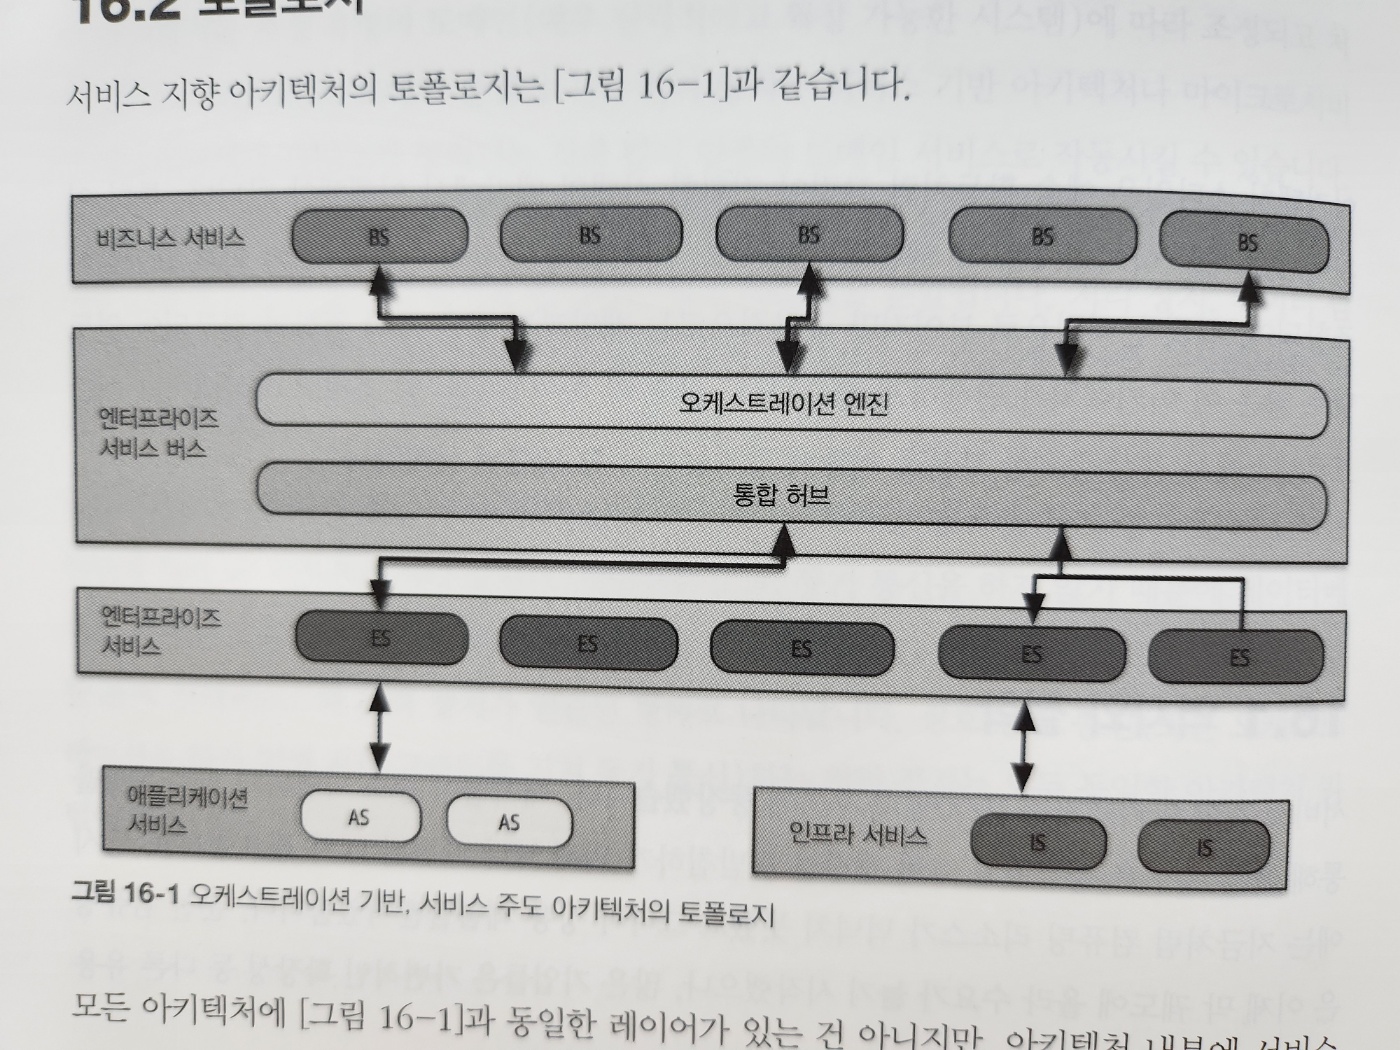 16.2 토폴로지
서비스 지향 아키텍처의 토폴로지는 [그림 16-1]과 같습니다.
비즈니스 서비스
BS
BS
BS
BS
BS
엔터프라이즈
서비스 버스
오케스트레이션 엔진
통합 허브
엔터프라이즈
서비스
ES
ES
ES
ES
ES
애플리케이션
서비스
AS
AS
인프라 서비스
IS
IS
그림 16-1 오케스트레이션 기반, 서비스 주도 아키텍처의 토폴로지
모든 아키텍처에 [그림 16-1]과 동일한 레이어가 있는 건 아니지만, 아키텍처 내부에 서비스